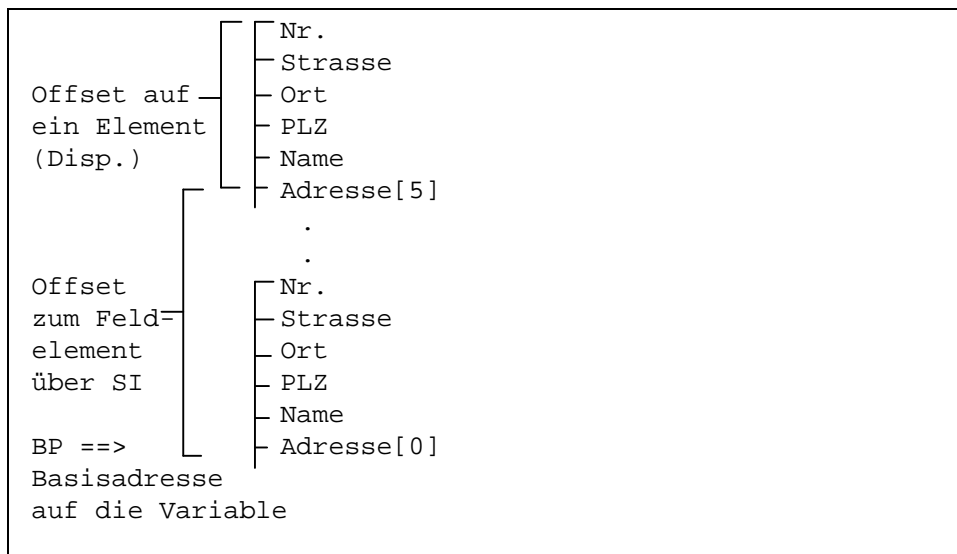 Nr.
Strasse
Offset auf Ort
ein Element PLZ
(Disp.) Name
Adresse[5]
.
.
Offset Nr.
zum Feld- Strasse
element Ort
über SI PLZ
Name
BP ==> Adresse[0]
Basisadresse
auf die Variable